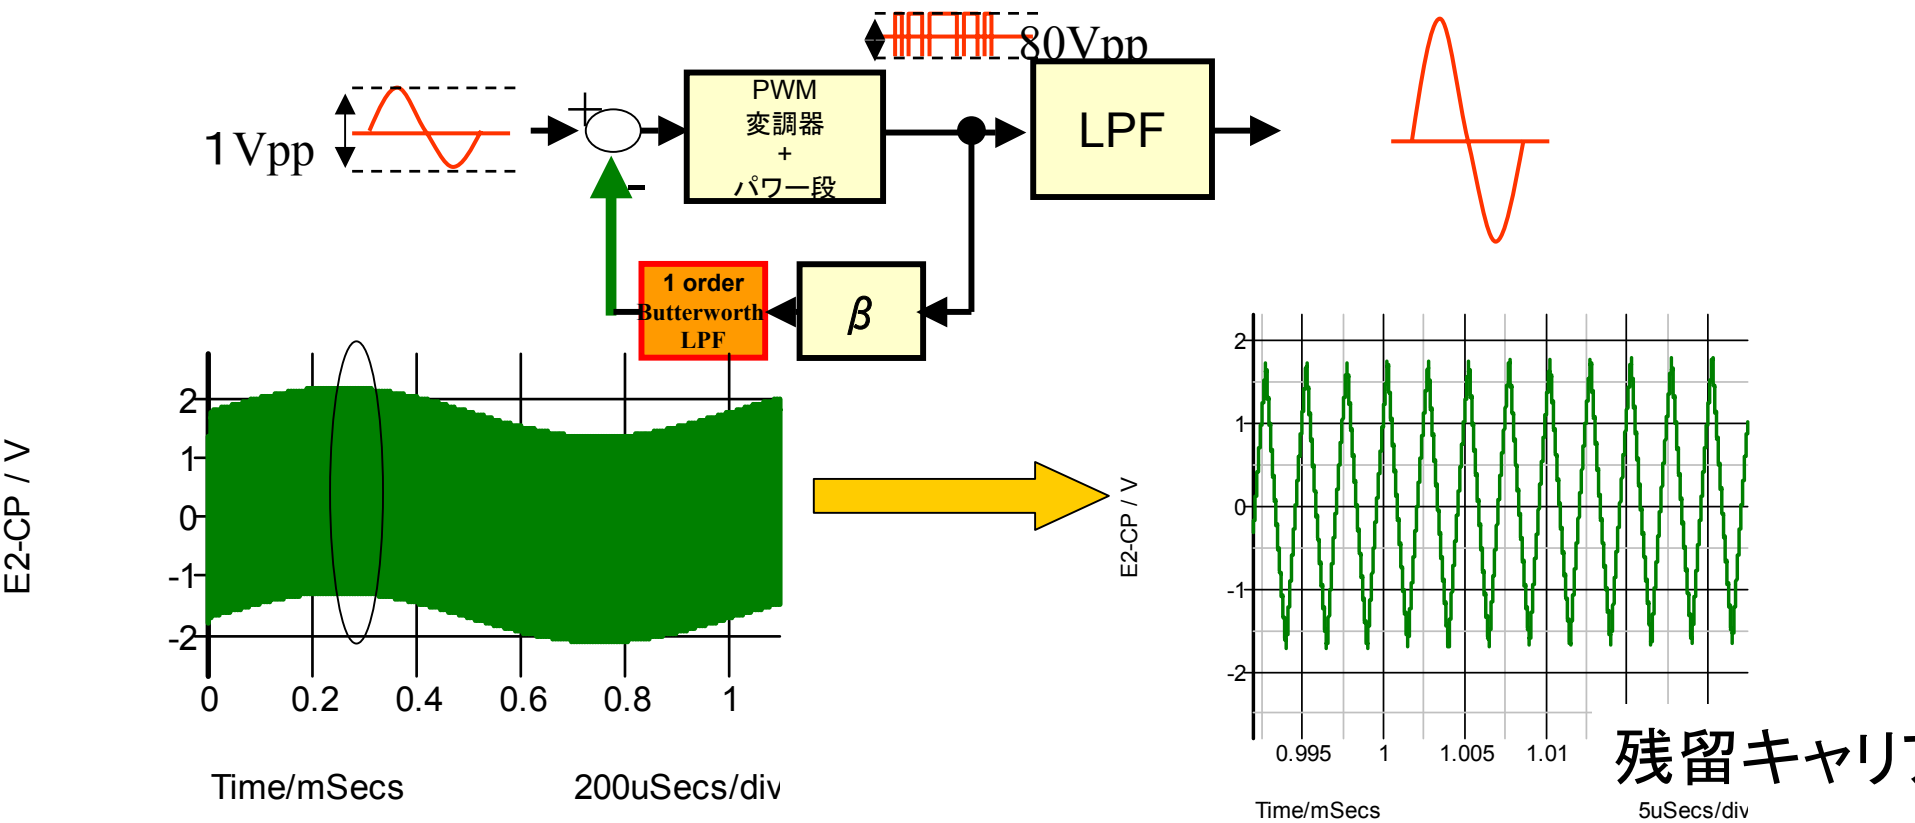 80Vpp
1Vpp
+
-
PWM
変調器
+
パワー段
LPF
1 order
Butterworth
LPF
β
E2-CP / V
2
1
0
-1
-2
0 0.2 0.4 0.6 0.8 1
Time/mSecs 200uSecs/div
E2-CP / V
2
1
0
-1
-2
0.995 1 1.005 1.01
残留キャリア
Time/mSecs 5uSecs/div